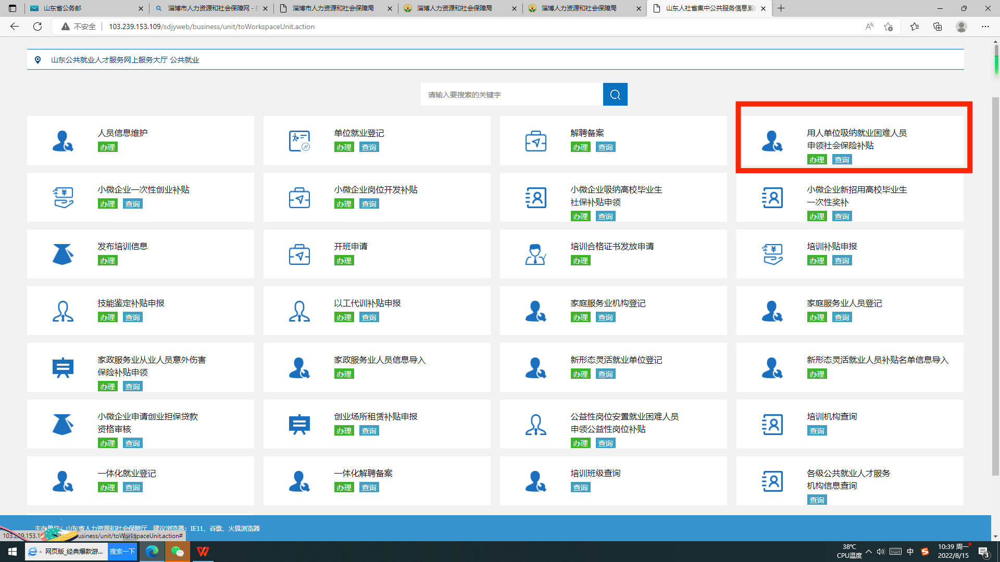 山东省公务邮
淄博市人力资源和社会保障网 -
淄博市人力资源和社会保障局
淄博人力资源和社会保障局
淄博人力资源和社会保障局
山东人社省集中公共服务信息系统
不安全
103.239.153.109/sdjyweb/business/unit/toWorkspaceUnit.action
山东公共就业人才服务网上服务大厅 公共就业
请输入要搜索的关键字
人员信息维护
办理
单位就业登记
办理 查询
解聘备案
办理 查询
用人单位吸纳就业困难人员
申领社会保险补贴
办理 查询
小微企业一次性创业补贴
办理 查询
小微企业岗位开发补贴
办理 查询
小微企业吸纳高校毕业生
社保补贴申领
办理 查询
小微企业新招用高校毕业生
一次性奖补
办理 查询
发布培训信息
办理
开班申请
办理
培训合格证书发放申请
办理
培训补贴申报
办理 查询
技能鉴定补贴申报
办理 查询
以工代训补贴申报
办理 查询
家庭服务业机构登记
办理 查询
家庭服务业人员登记
办理 查询
家政服务业从业人员意外伤害
保险补贴申领
办理 查询
家政服务业人员信息导入
办理
新形态灵活就业单位登记
办理 查询
新形态灵活就业人员补贴名单信息导入
办理
小微企业申请创业担保贷款
资格审核
办理 查询
创业场所租赁补贴申报
办理 查询
公益性岗位安置就业困难人员
申领公益性岗位补贴
办理 查询
培训机构查询
查询
一体化就业登记
办理 查询
一体化解聘备案
办理 查询
培训班级查询
查询
各级公共就业人才服务
机构信息查询
查询
主办单位：山东省人力资源和社会保障厅 建议浏览器：IE11、谷歌、火狐浏览器
103.239.153.1
usiness/unit/toWorkspaceUnit.action#
网页版_经典爆款游...
搜索一下
38℃
CPU温度
中
10:39 周一
2022/8/15
3